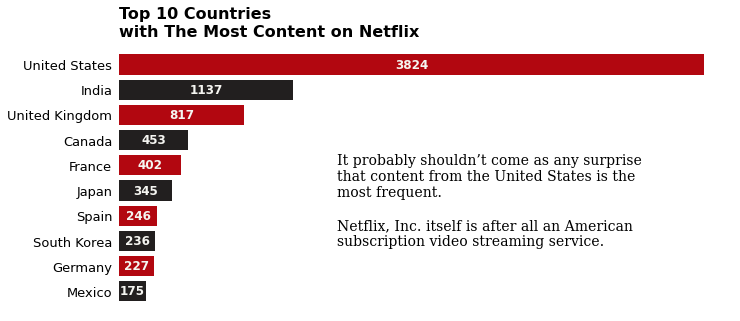 Top 10 Countries
with The Most Content on Netflix
United States 3824
India 1137
United Kingdom 817
Canada 453
France 402
Japan 345
Spain 246
South Korea 236
Germany 227
Mexico 175
It probably shouldn’t come as any surprise
that content from the United States is the
most frequent.
Netflix, Inc. itself is after all an American
subscription video streaming service.